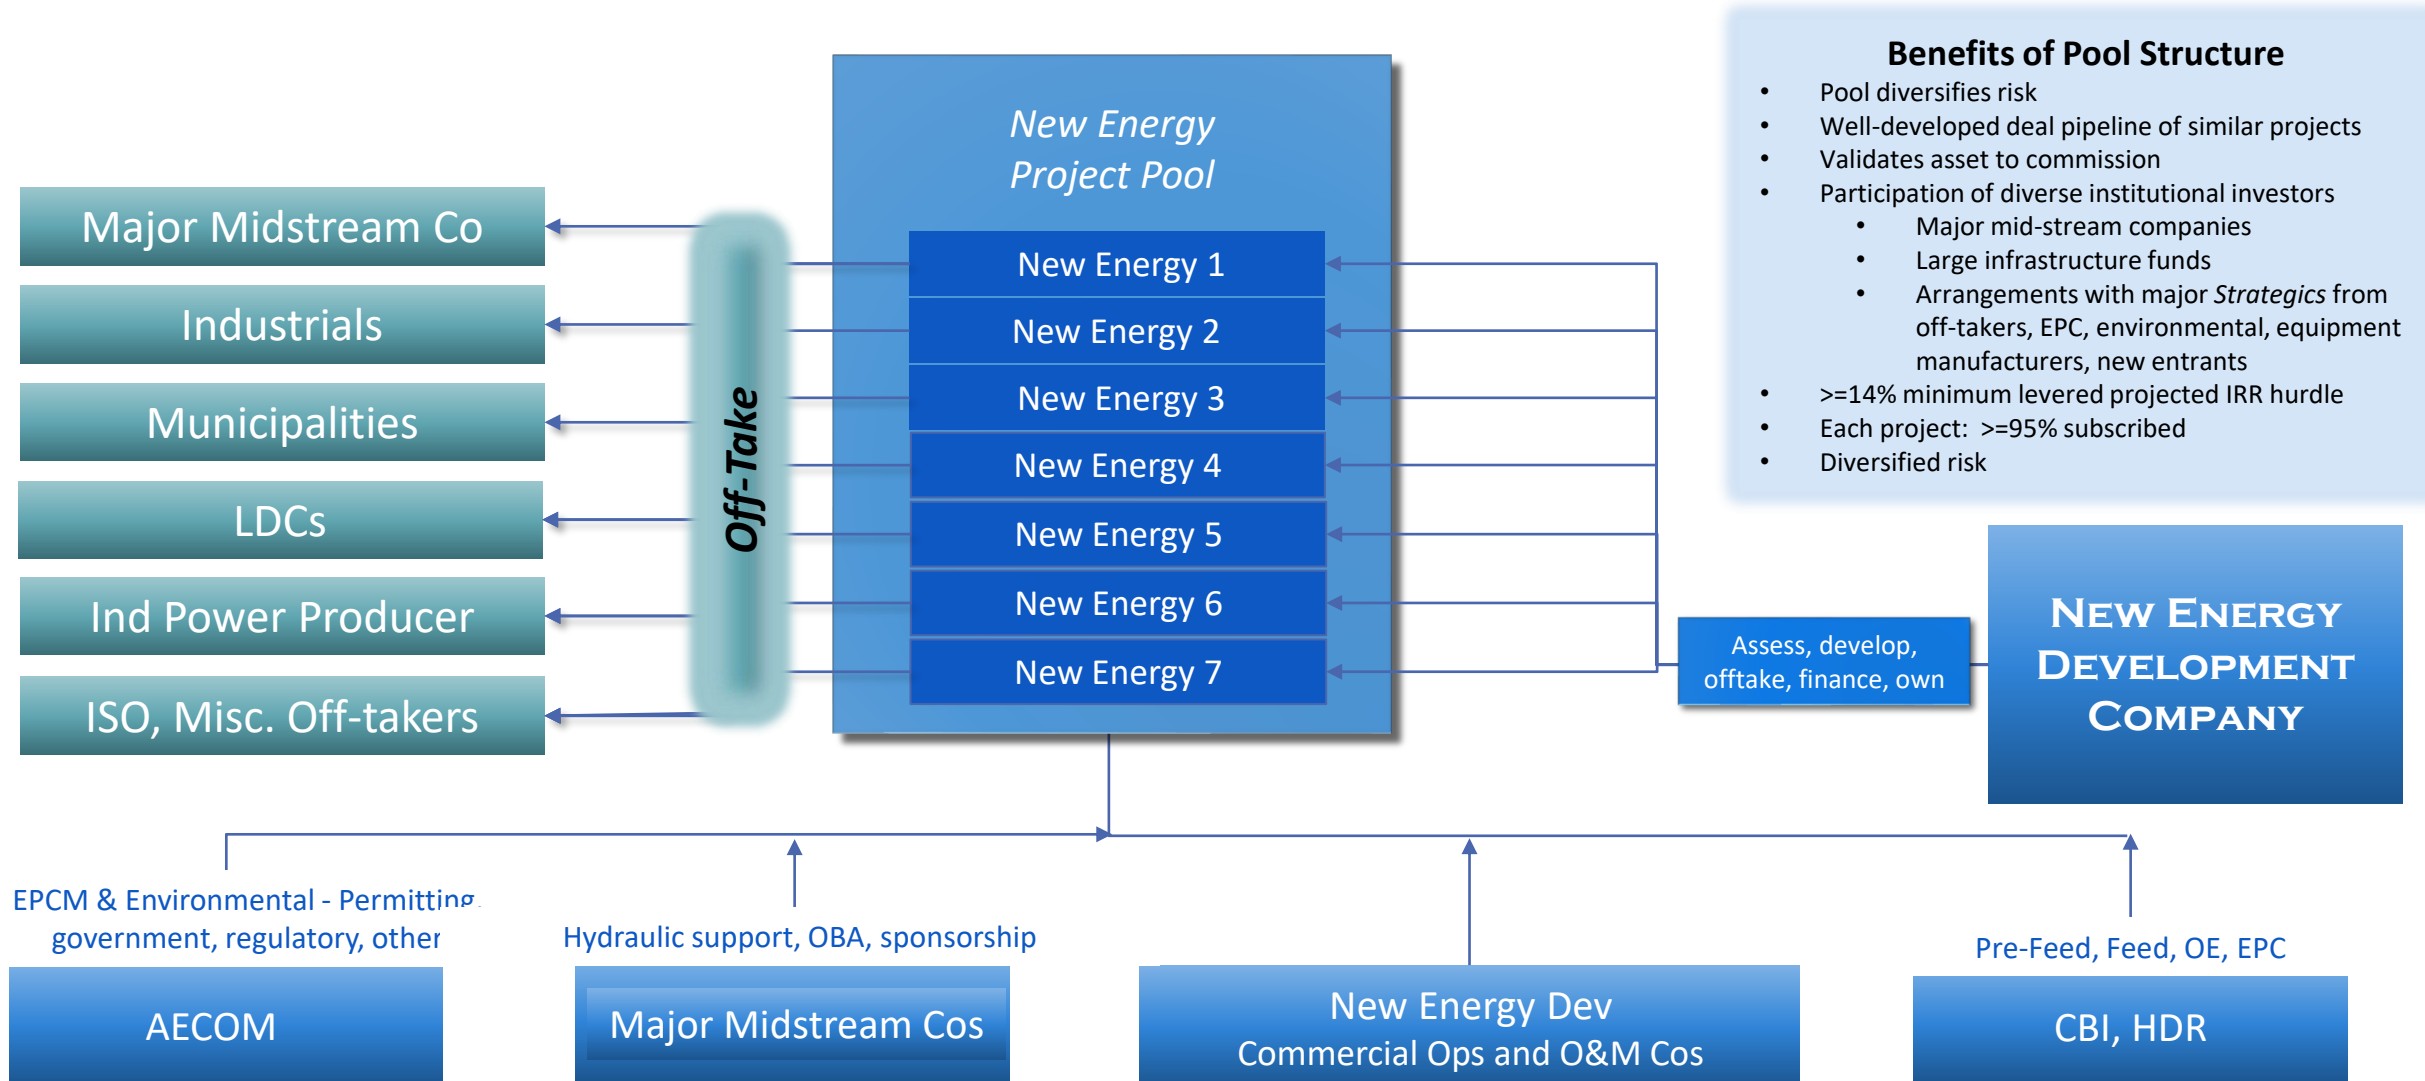 Benefits of Pool Structure
• Pool diversifies risk
• Well-developed deal pipeline of similar projects
• Validates asset to commission
• Participation of diverse institutional investors
• Major mid-stream companies
• Large infrastructure funds
• Arrangements with major Strategics from
off-takers, EPC, environmental, equipment
manufacturers, new entrants
• >=14% minimum levered projected IRR hurdle
• Each project: >=95% subscribed
• Diversified risk
New Energy
Project Pool
New Energy 1
New Energy 2
New Energy 3
New Energy 4
New Energy 5
New Energy 6
New Energy 7
Off-Take
Major Midstream Co
Industrials
Municipalities
LDCs
Ind Power Producer
ISO, Misc. Off-takers
Assess, develop,
offtake, finance, own
New Energy
Development
Company
EPCM & Environmental - Permitting,
government, regulatory, other
AECOM
Hydraulic support, OBA, sponsorship
Major Midstream Cos
New Energy Dev
Commercial Ops and O&M Cos
Pre-Feed, Feed, OE, EPC
CBI, HDR